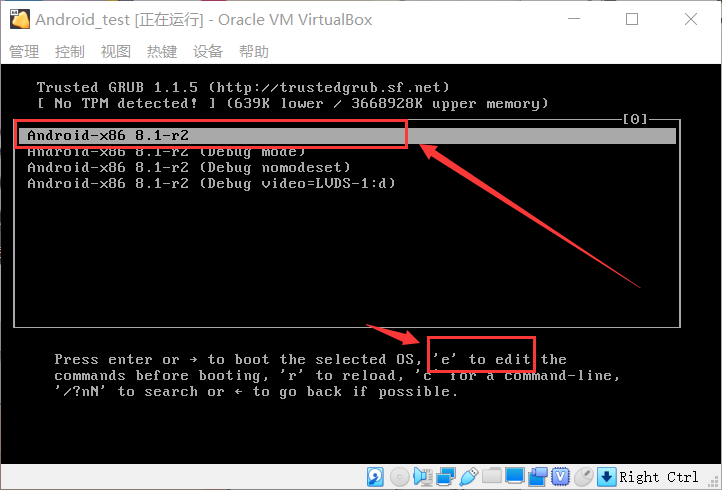 Android_test [正在运行] - Oracle VM VirtualBox
管理 控制 视图 热键 设备 帮助
Trusted GRUB 1.1.5 (http://trustedgrub.sf.net)
[ No TPM detected! ] (639K lower / 3668928K upper memory)
[0]
Android-x86 8.1-r2
Android-x86 8.1-r2 (Debug mode)
Android-x86 8.1-r2 (Debug nomodeset)
Android-x86 8.1-r2 (Debug video=LVDS-1:d)
Press enter or → to boot the selected OS, 'e' to edit the
commands before booting, 'r' to reload, 'c' for a command-line,
'/?nN' to search or ← to go back if possible.
Right Ctrl